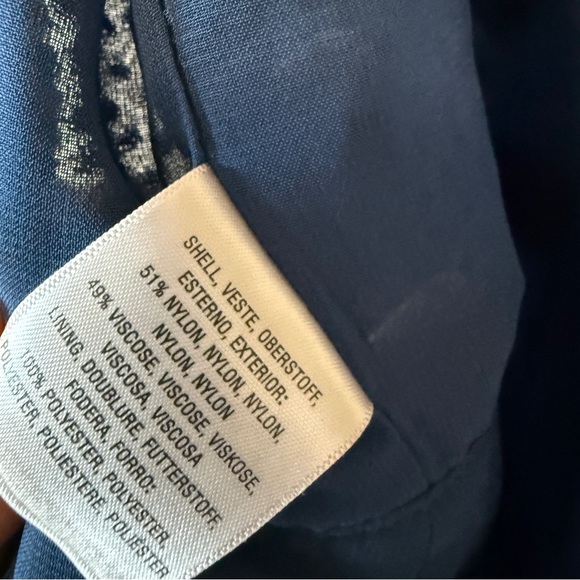 SHELL, VESTE, OBERSTOFF,
ESTERNO, EXTERIOR:
51% NYLON, NYLON, NYLON,
NYLON, NYLON
49% VISCOSE, VISCOSE, VISKOSE,
VISCOSA, VISCOSA
LINING, DOUBLURE, FUTTERSTOFF
FODERA, FORRO:
100% POLYESTER, POLYESTER
POLYESTER, POLIESTERE, POLIESTER